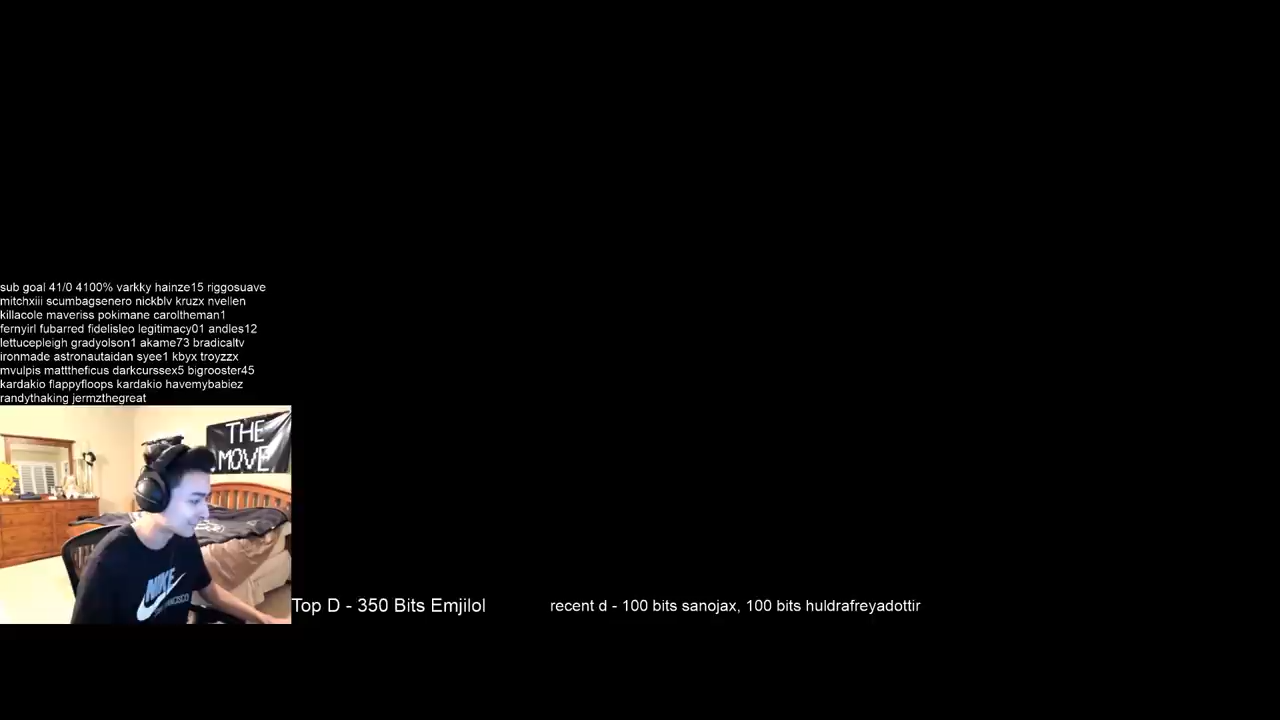 sub goal 41/0 4100% varkky hainze15 riggosuave
mitchxiii scumbagsenero nickblv kruzx nvellen
killacole maveriss pokimane caroltheman1
fernyirl fubarred fidelisleo legitimacy01 andles12
lettucepleigh gradyolson1 akame73 bradicaltv
ironmade astronautaidan syee1 kbyx troyzzx
mvulpis matttheficus darkcurssex5 bigrooster45
kardakio flappyfloops kardakio havemybabiez
randythaking jermzthegreat
THE
MOVE
NIKE
Top D - 350 Bits Emjilol
recent d - 100 bits sanojax, 100 bits huldrafreyadottir